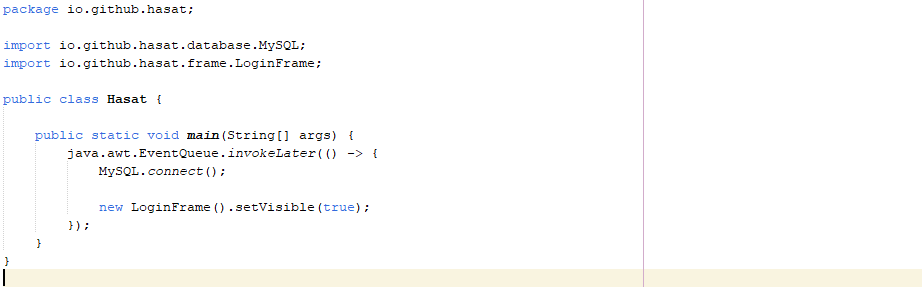 package io.github.hasat;
import io.github.hasat.database.MySQL;
import io.github.hasat.frame.LoginFrame;
public class Hasat {
public static void main(String[] args) {
java.awt.EventQueue.invokeLater(() -> {
MySQL.connect();
new LoginFrame().setVisible(true);
});
}
}